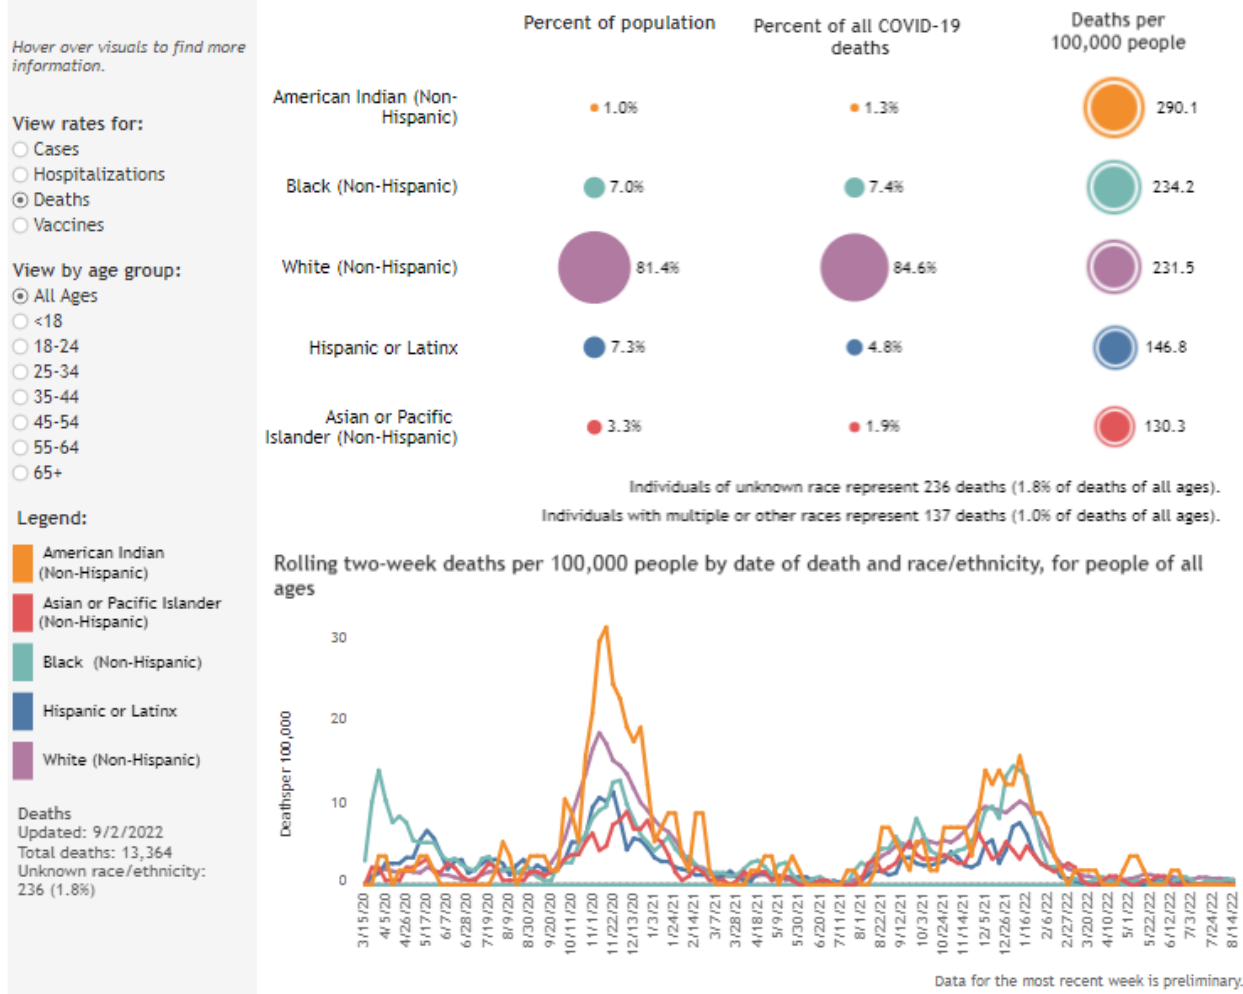 Hover over visuals to find more
information.
View rates for:
Cases
Hospitalizations
Deaths
Vaccines
View by age group:
All Ages
<18
18-24
25-34
35-44
45-54
55-64
65+
Legend:
American Indian
(Non-Hispanic)
Asian or Pacific Islander
(Non-Hispanic)
Black (Non-Hispanic)
Hispanic or Latinx
White (Non-Hispanic)
Deaths
Updated: 9/2/2022
Total deaths: 13,364
Unknown race/ethnicity:
236 (1.8%)
Percent of population
Percent of all COVID-19
deaths
Deaths per
100,000 people
American Indian (Non-
Hispanic)
1.0%
1.3%
290.1
Black (Non-Hispanic)
7.0%
7.4%
234.2
White (Non-Hispanic)
81.4%
84.6%
231.5
Hispanic or Latinx
7.3%
4.8%
146.8
Asian or Pacific
Islander (Non-Hispanic)
3.3%
1.9%
130.3
Individuals of unknown race represent 236 deaths (1.8% of deaths of all ages).
Individuals with multiple or other races represent 137 deaths (1.0% of deaths of all ages).
Rolling two-week deaths per 100,000 people by date of death and race/ethnicity, for people of all
ages
Deathsper 100,000
30
20
10
0
3/15/20
4/5/20
4/26/20
5/17/20
6/7/20
6/28/20
7/19/20
8/9/20
8/30/20
9/20/20
10/11/20
11/1/20
11/22/20
12/13/20
1/3/21
1/24/21
2/14/21
3/7/21
3/28/21
4/18/21
5/9/21
5/30/21
6/20/21
7/11/21
8/1/21
8/22/21
9/12/21
10/3/21
10/24/21
11/14/21
12/5/21
12/26/21
1/16/22
2/6/22
2/27/22
3/20/22
4/10/22
5/1/22
5/22/22
6/12/22
7/3/22
7/24/22
8/14/22
Data for the most recent week is preliminary.